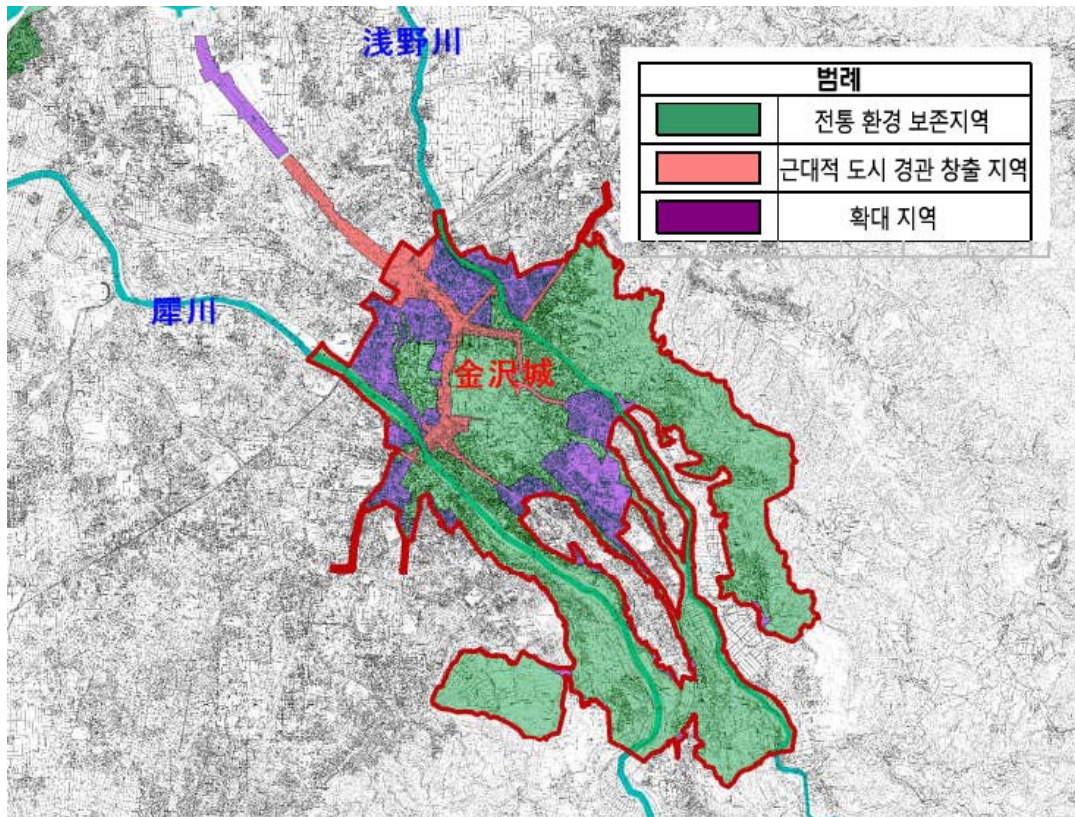 浅野川
범례
전통 환경 보존지역
근대적 도시 경관 창출 지역
확대 지역
犀川
金沢城